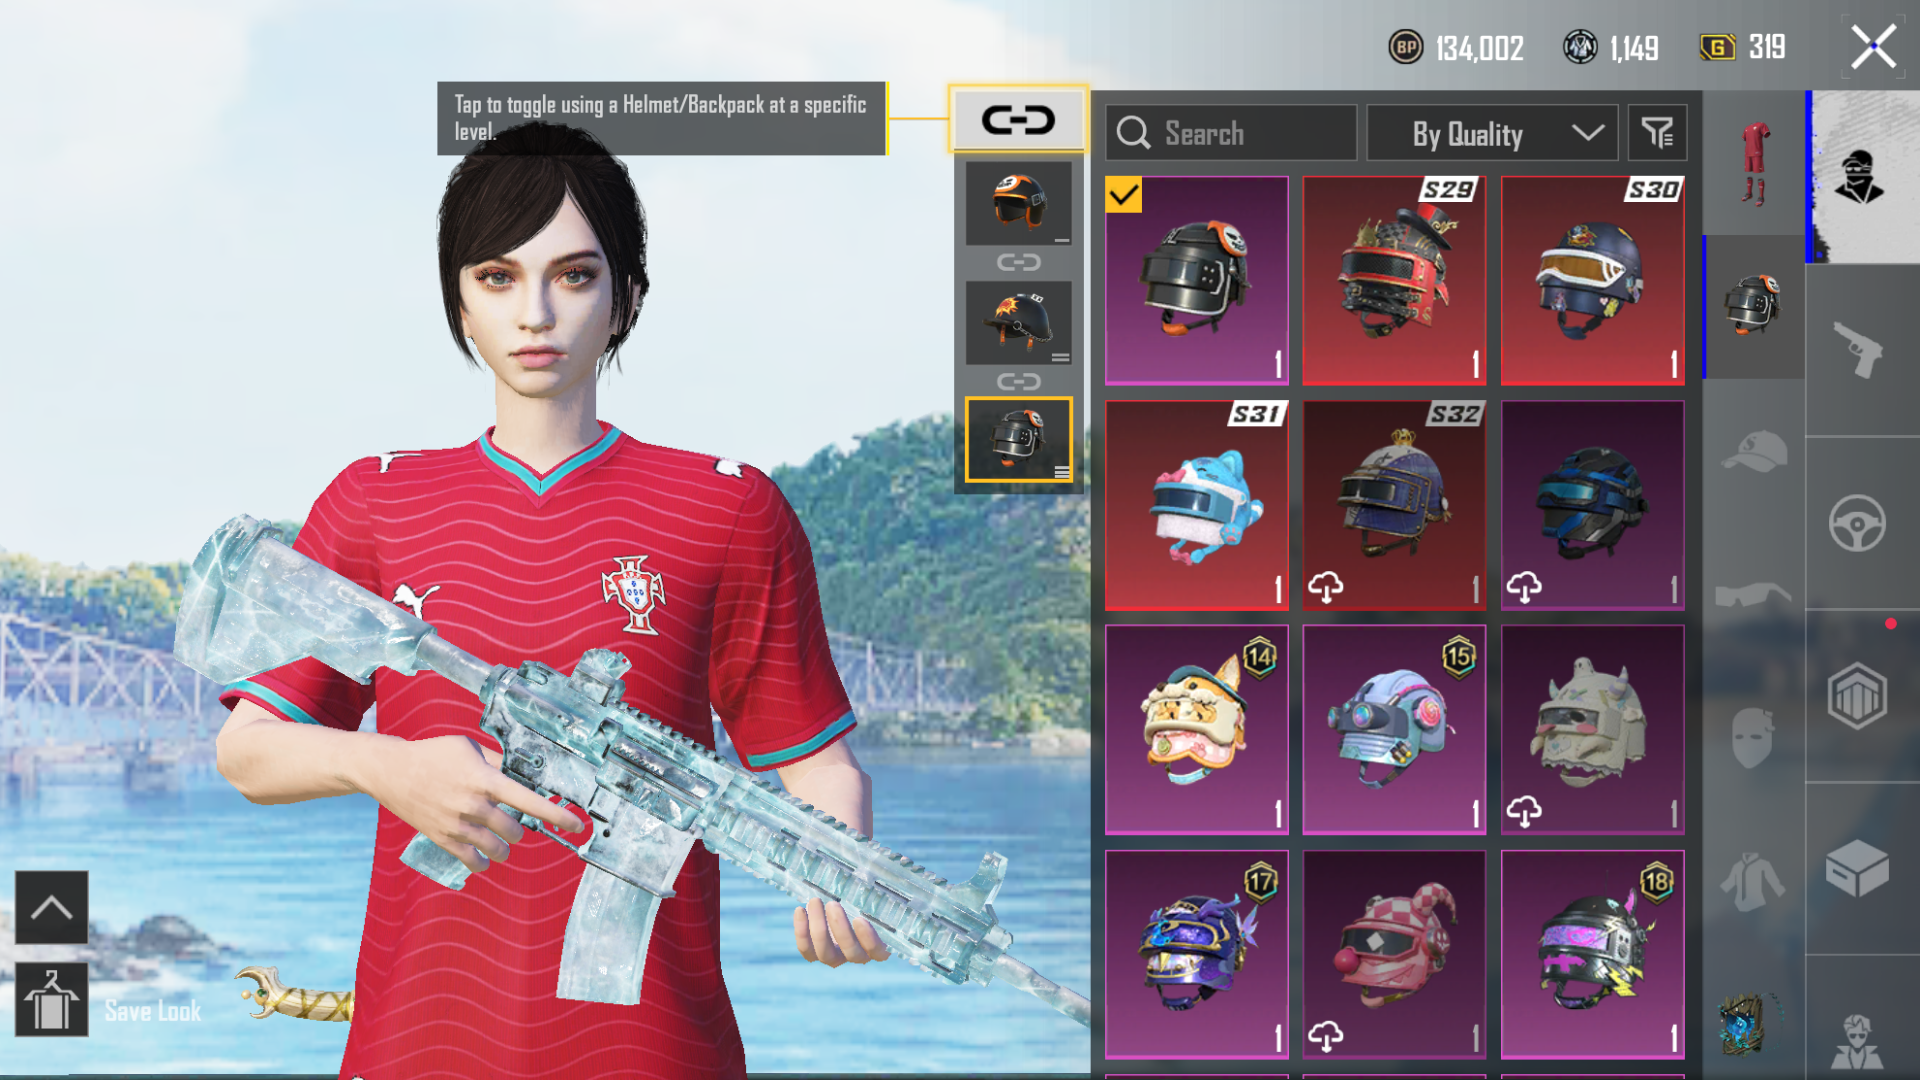 BP 134,002 1,149 G 319
Tap to toggle using a Helmet/Backpack at a specific
level.
Search By Quality
1
S29
1
S30
1
S31
1
S32
1
1
14
1
15
1
1
17
1
1
18
1
Save Look